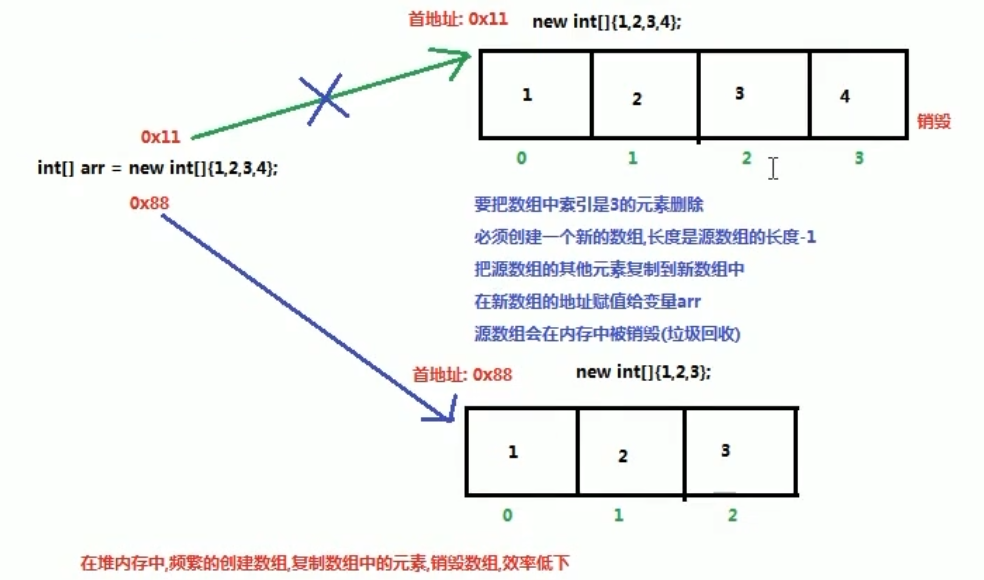 首地址: 0x11 new int[]{1,2,3,4};
1 2 3 4
销毁
0x11
0 1 2 3
int[] arr = new int[]{1,2,3,4};
0x88
要把数组中索引是3的元素删除
必须创建一个新的数组,长度是源数组的长度-1
把源数组的其他元素复制到新数组中
在新数组的地址赋值给变量arr
源数组会在内存中被销毁(垃圾回收)
首地址: 0x88 new int[]{1,2,3};
1 2 3
0 1 2
在堆内存中,频繁的创建数组,复制数组中的元素,销毁数组,效率低下